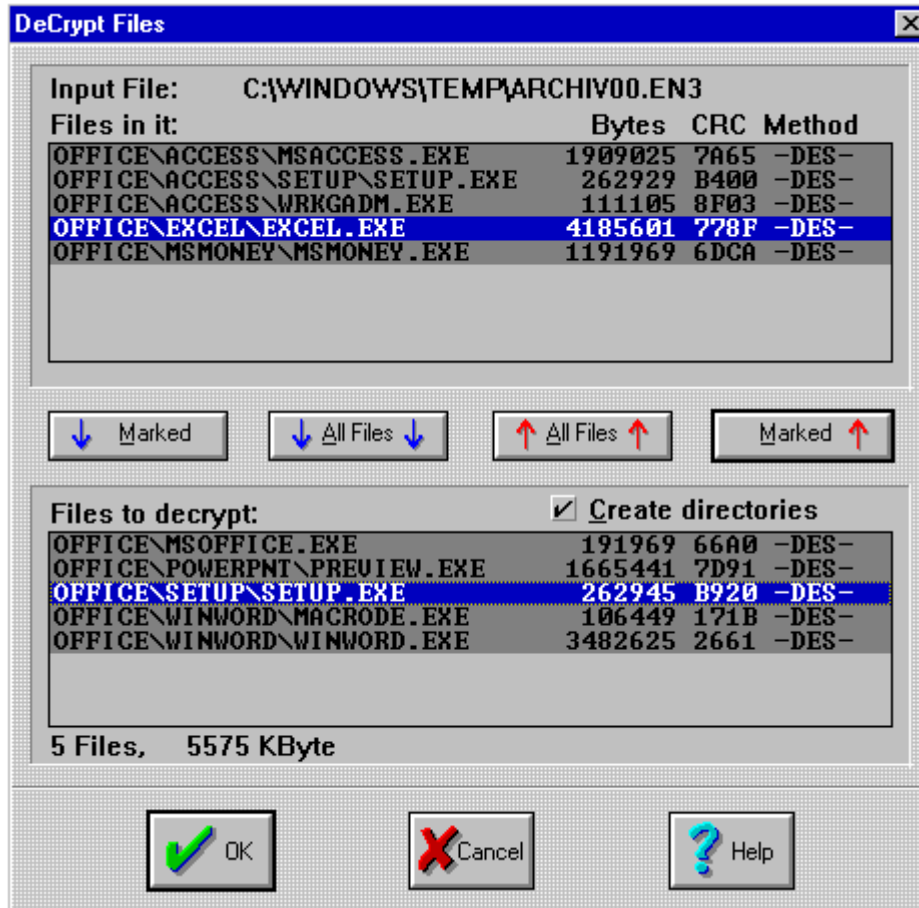 DeCrypt Files
Input File: C:\WINDOWS\TEMP\ARCHIV00.EN3
Files in it: Bytes CRC Method
OFFICE\ACCESS\MSACCESS.EXE 1909025 7A65 -DES-
OFFICE\ACCESS\SETUP\SETUP.EXE 262929 B400 -DES-
OFFICE\ACCESS\WRKGADM.EXE 111105 8F03 -DES-
OFFICE\EXCEL\EXCEL.EXE 4185601 778F -DES-
OFFICE\MSMONEY\MSMONEY.EXE 1191969 6DCA -DES-
Marked All Files All Files Marked
Files to decrypt: Create directories
OFFICE\MSOFFICE.EXE 191969 66A0 -DES-
OFFICE\POWERPNT\PREVIEW.EXE 1665441 7D91 -DES-
OFFICE\SETUP\SETUP.EXE 262945 B920 -DES-
OFFICE\WINWORD\MACRODE.EXE 106449 171B -DES-
OFFICE\WINWORD\WINWORD.EXE 3482625 2661 -DES-
5 Files, 5575 KByte
OK Cancel Help